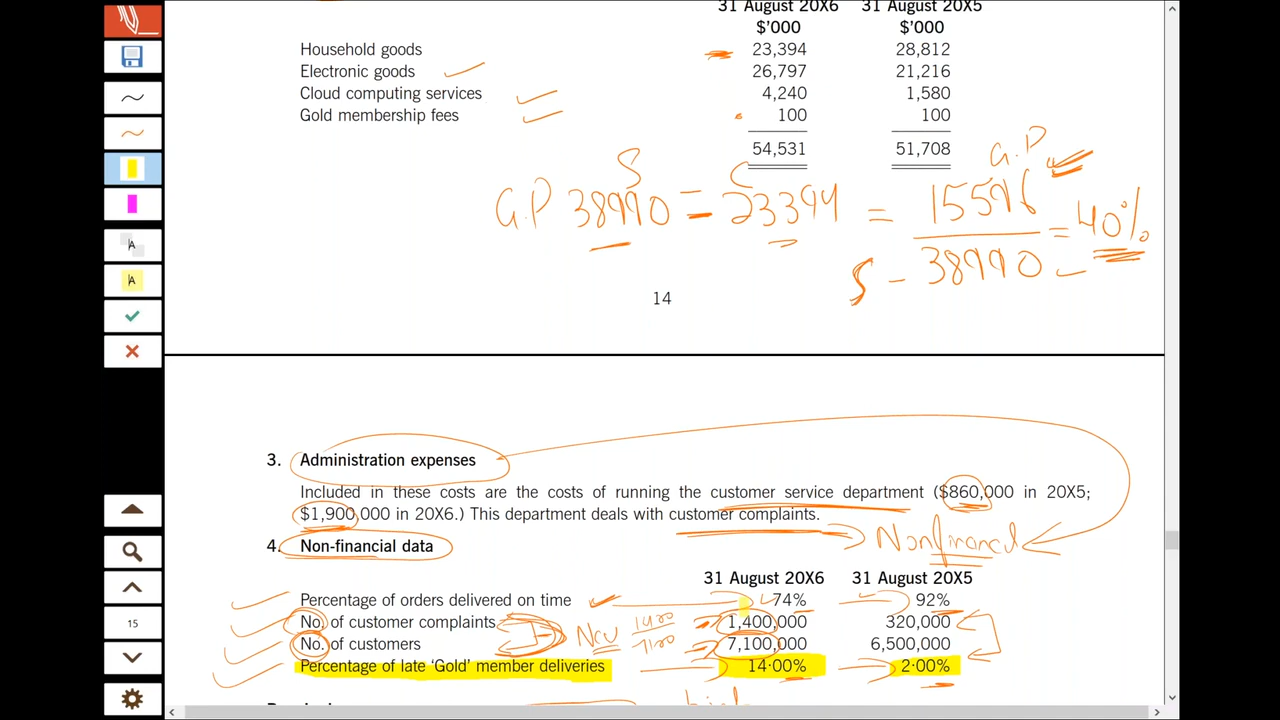 31 August 20X6 31 August 20X5
$'000 $'000
Household goods 23,394 28,812
Electronic goods 26,797 21,216
Cloud computing services 4,240 1,580
Gold membership fees 100 100
54,531 51,708
S C G.P
G.P 38990 = 23394 = 15596 = 40%
S - 38990
14
3. Administration expenses
Included in these costs are the costs of running the customer service department ($860,000 in 20X5;
$1,900,000 in 20X6.) This department deals with customer complaints.
4. Non-financial data
31 August 20X6 31 August 20X5
Percentage of orders delivered on time 74% 92%
No. of customer complaints 1,400,000 320,000
No. of customers 7,100,000 6,500,000
Percentage of late 'Gold' member deliveries 14·00% 2·00%
A
A
15